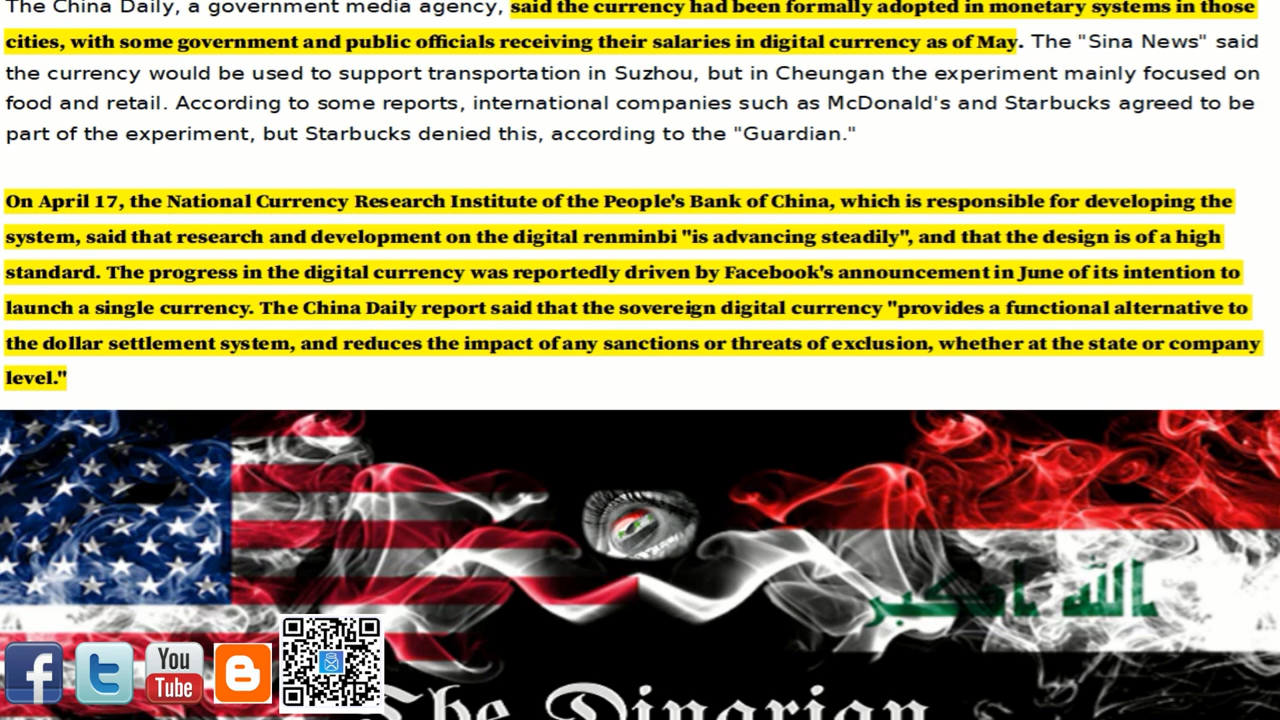 The China Daily, a government media agency, said the currency had been formally adopted in monetary systems in those
cities, with some government and public officials receiving their salaries in digital currency as of May. The "Sina News" said
the currency would be used to support transportation in Suzhou, but in Cheungan the experiment mainly focused on
food and retail. According to some reports, international companies such as McDonald's and Starbucks agreed to be
part of the experiment, but Starbucks denied this, according to the "Guardian."
On April 17, the National Currency Research Institute of the People's Bank of China, which is responsible for developing the
system, said that research and development on the digital renminbi "is advancing steadily", and that the design is of a high
standard. The progress in the digital currency was reportedly driven by Facebook's announcement in June of its intention to
launch a single currency. The China Daily report said that the sovereign digital currency "provides a functional alternative to
the dollar settlement system, and reduces the impact of any sanctions or threats of exclusion, whether at the state or company
level."
الله اكبر
You
Tube
The Dinarian